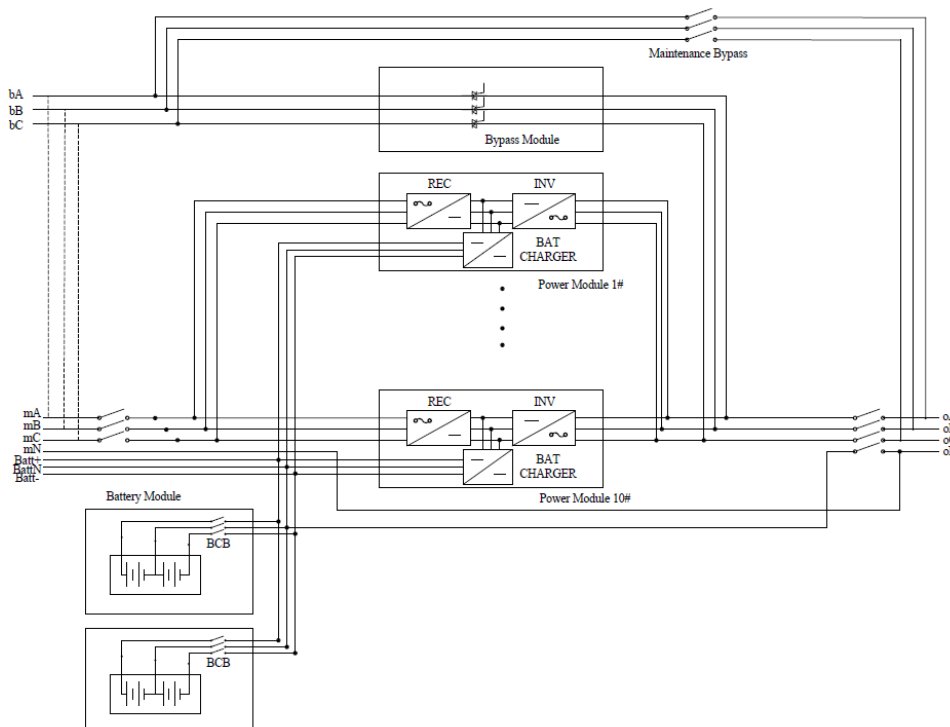 Maintenance Bypass
bA
bB
bC
Bypass Module
REC
INV
BAT
CHARGER
Power Module 1#
REC
INV
mA
mB
mC
mN
Batt+
BattN
Batt-
BAT
CHARGER
Power Module 10#
Battery Module
BCB
BCB